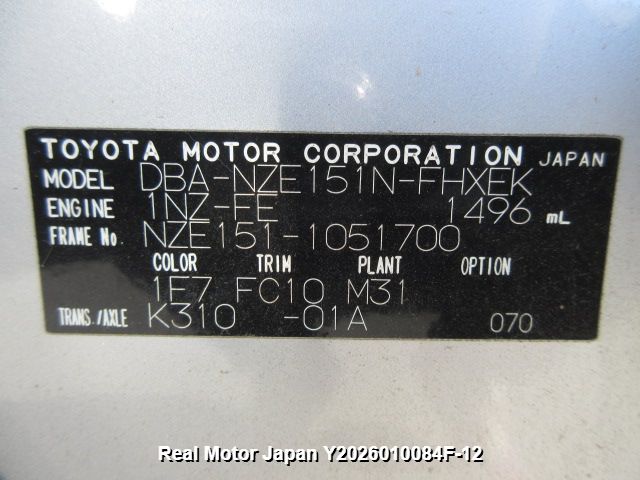 TOYOTA MOTOR CORPORATION JAPAN
MODEL DBA-NZE151N-FHXEK
ENGINE 1NZ-FE 1496 mL
FRAME No. NZE151-1051700
COLOR TRIM PLANT OPTION
1F7 FC10 M31
TRANS./AXLE K310 -01A 070
Real Motor Japan Y2026010084F-12